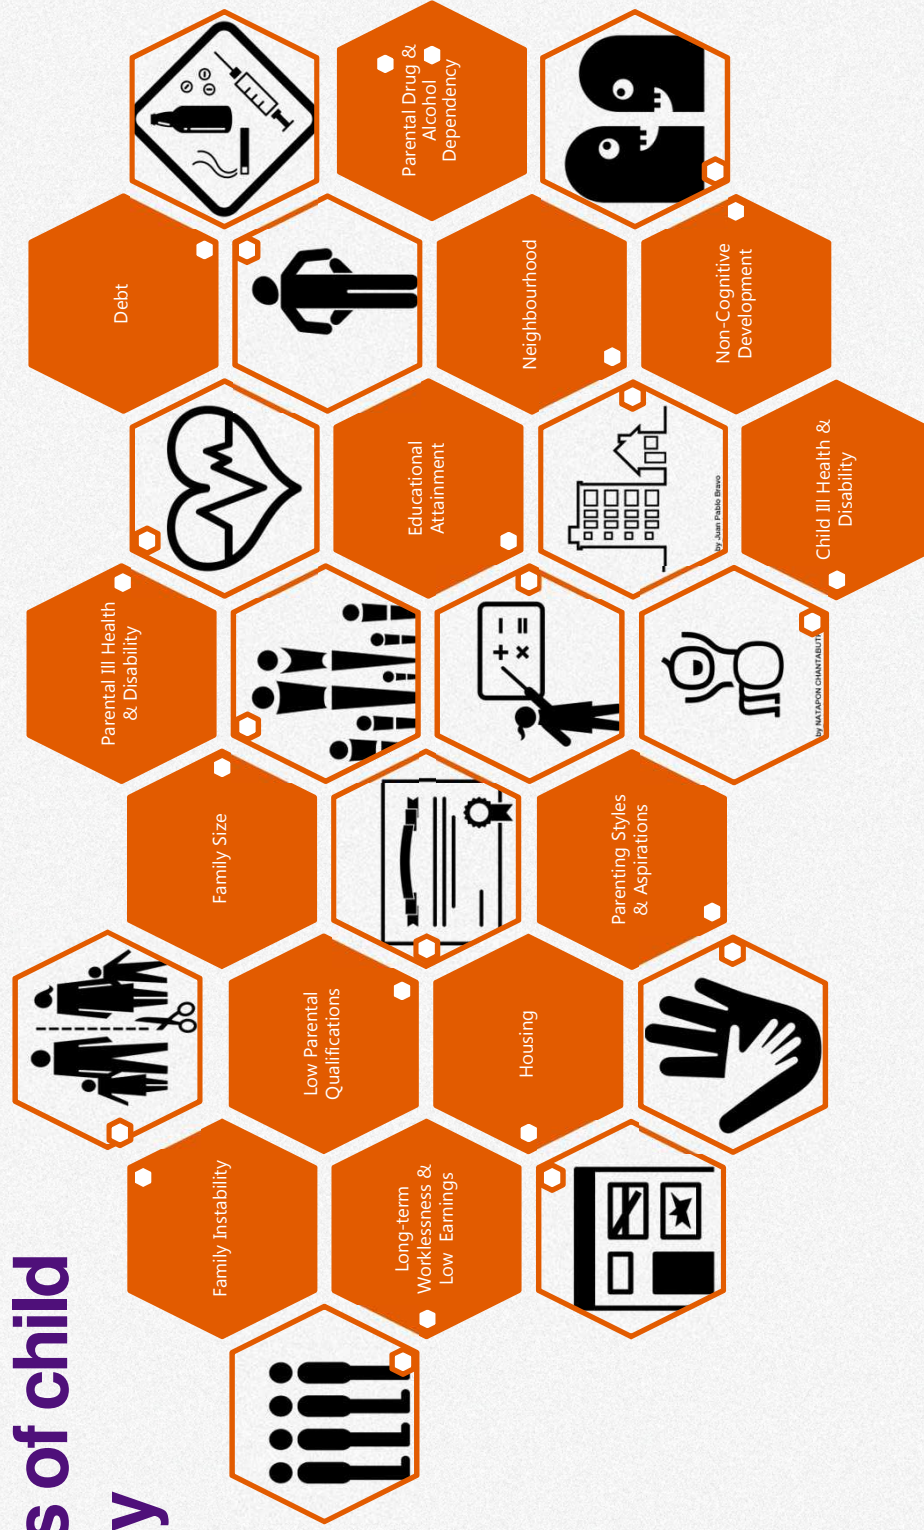 s of child
y
Family Instability
Long-term
Worklessness &
Low Earnings
Low Parental
Qualifications
Housing
Family Size
Parenting Styles
& Aspirations
Parental Ill Health
& Disability
by NATAPON CHANTABUTR
Educational
Attainment
by Juan Pablo Bravo
Child Ill Health &
Disability
Debt
Neighbourhood
Non-Cognitive
Development
Parental Drug &
Alcohol
Dependency
+ −
× =